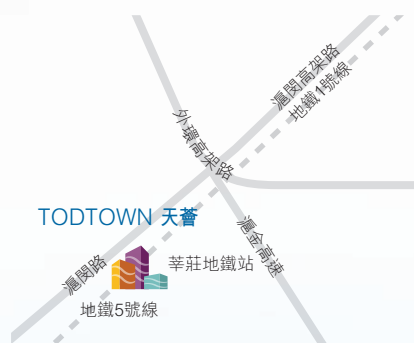 滬閔高架路
地鐵1號線
外環高架路
TODTOWN 天薈
滬金高速
滬閔路
莘莊地鐵站
地鐵5號線